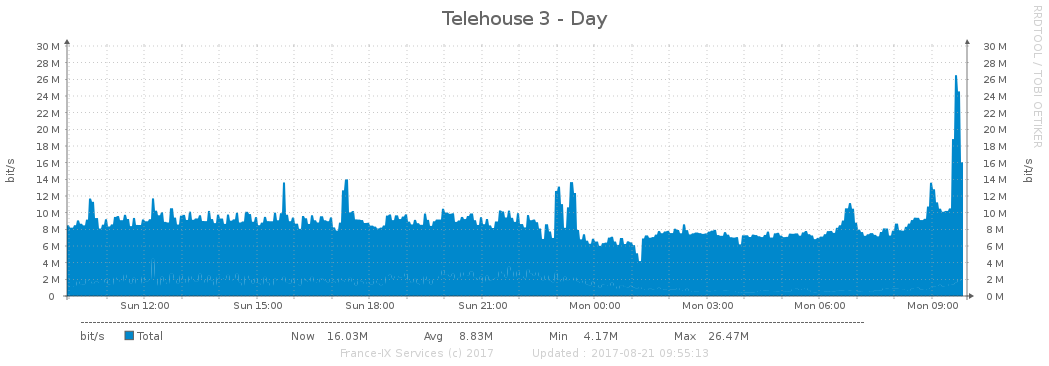 Telehouse 3 - Day
RRDTOOL / TOBI OETIKER
bit/s
30 M 30 M
28 M 28 M
26 M 26 M
24 M 24 M
22 M 22 M
20 M 20 M
18 M 18 M
16 M 16 M
14 M 14 M
12 M 12 M
10 M 10 M
8 M 8 M
6 M 6 M
4 M 4 M
2 M 2 M
0 0 M
bit/s
Sun 12:00 Sun 15:00 Sun 18:00 Sun 21:00 Mon 00:00 Mon 03:00 Mon 06:00 Mon 09:00
bit/s Total Now 16.03M Avg 8.83M Min 4.17M Max 26.47M
France-IX Services (c) 2017 Updated : 2017-08-21 09:55:13